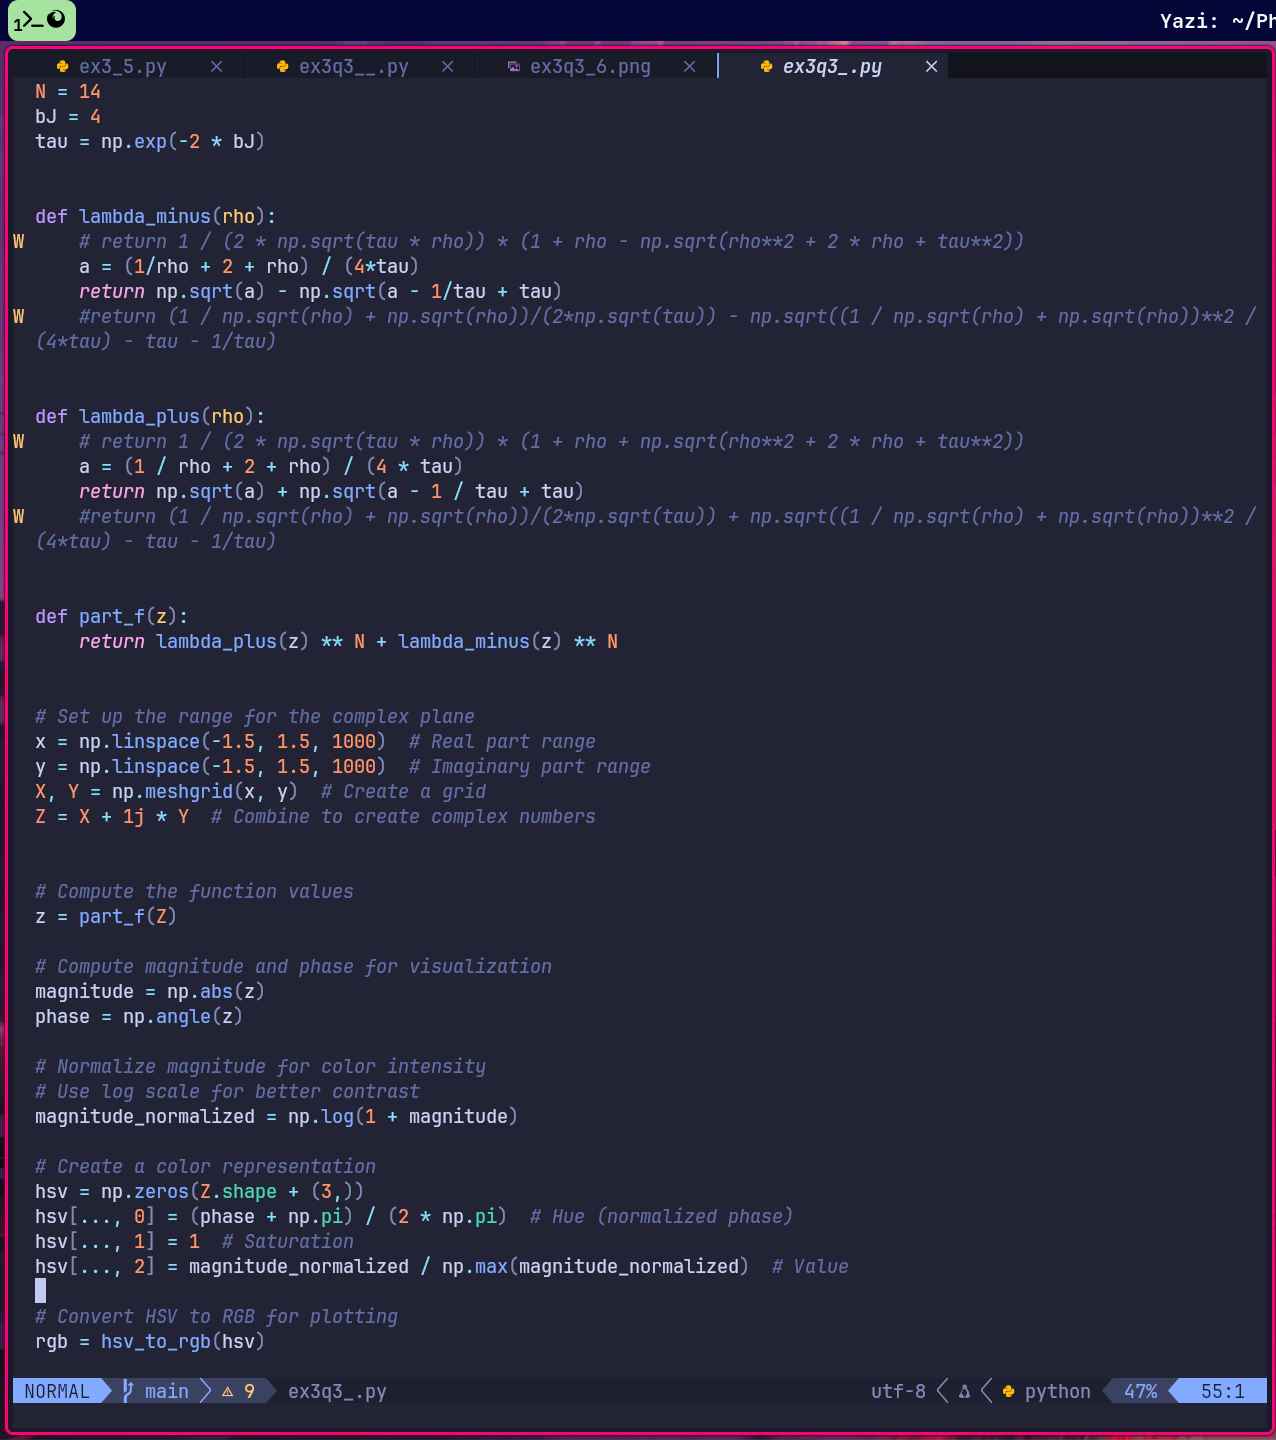 1
Yazi: ~/Ph
ex3_5.py
ex3q3__.py
ex3q3_6.png
ex3q3_.py
N = 14
bJ = 4
tau = np.exp(-2 * bJ)
def lambda_minus(rho):
W # return 1 / (2 * np.sqrt(tau * rho)) * (1 + rho - np.sqrt(rho**2 + 2 * rho + tau**2))
a = (1/rho + 2 + rho) / (4*tau)
return np.sqrt(a) - np.sqrt(a - 1/tau + tau)
W #return (1 / np.sqrt(rho) + np.sqrt(rho))/(2*np.sqrt(tau)) - np.sqrt((1 / np.sqrt(rho) + np.sqrt(rho))**2 /
(4*tau) - tau - 1/tau)
def lambda_plus(rho):
W # return 1 / (2 * np.sqrt(tau * rho)) * (1 + rho + np.sqrt(rho**2 + 2 * rho + tau**2))
a = (1 / rho + 2 + rho) / (4 * tau)
return np.sqrt(a) + np.sqrt(a - 1 / tau + tau)
W #return (1 / np.sqrt(rho) + np.sqrt(rho))/(2*np.sqrt(tau)) + np.sqrt((1 / np.sqrt(rho) + np.sqrt(rho))**2 /
(4*tau) - tau - 1/tau)
def part_f(z):
return lambda_plus(z) ** N + lambda_minus(z) ** N
# Set up the range for the complex plane
x = np.linspace(-1.5, 1.5, 1000)  # Real part range
y = np.linspace(-1.5, 1.5, 1000)  # Imaginary part range
X, Y = np.meshgrid(x, y)  # Create a grid
Z = X + 1j * Y  # Combine to create complex numbers
# Compute the function values
z = part_f(Z)
# Compute magnitude and phase for visualization
magnitude = np.abs(z)
phase = np.angle(z)
# Normalize magnitude for color intensity
# Use log scale for better contrast
magnitude_normalized = np.log(1 + magnitude)
# Create a color representation
hsv = np.zeros(Z.shape + (3,))
hsv[..., 0] = (phase + np.pi) / (2 * np.pi)  # Hue (normalized phase)
hsv[..., 1] = 1  # Saturation
hsv[..., 2] = magnitude_normalized / np.max(magnitude_normalized)  # Value
# Convert HSV to RGB for plotting
rgb = hsv_to_rgb(hsv)
NORMAL main 9 ex3q3_.py utf-8 python 47% 55:1